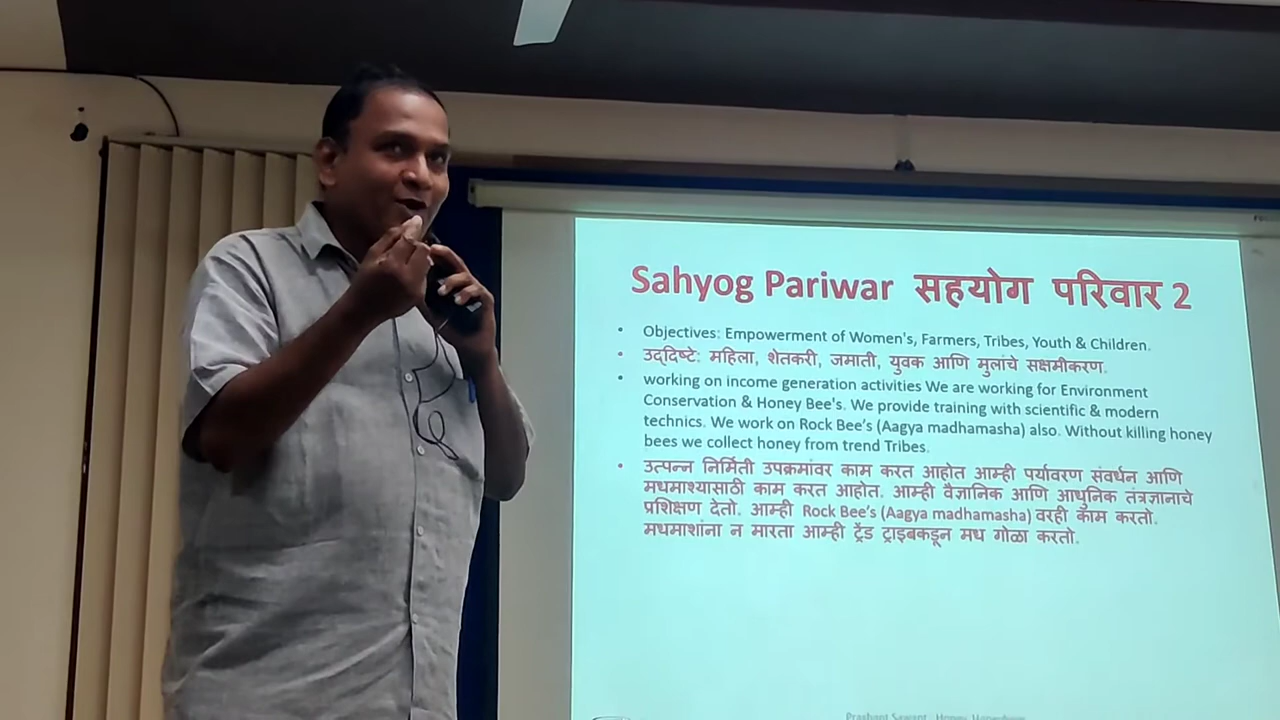 Sahyog Pariwar सहयोग परिवार 2
• Objectives: Empowerment of Women's, Farmers, Tribes, Youth & Children.
• उद्दिष्टे: महिला, शेतकरी, जमाती, युवक आणि मुलांचे सक्षमीकरण.
• working on income generation activities We are working for Environment
Conservation & Honey Bee's. We provide training with scientific & modern
technics. We work on Rock Bee's (Aagya madhamasha) also. Without killing honey
bees we collect honey from trend Tribes.
• उत्पन्न निर्मिती उपक्रमांवर काम करत आहोत आम्ही पर्यावरण संवर्धन आणि
मधमाश्यासाठी काम करत आहोत. आम्ही वैज्ञानिक आणि आधुनिक तंत्रज्ञानाचे
प्रशिक्षण देतो. आम्ही Rock Bee's (Aagya madhamasha) वरही काम करतो.
मधमाशांना न मारता आम्ही ट्रेंड ट्राइबकडून मध गोळा करतो.
Prashant Sawant